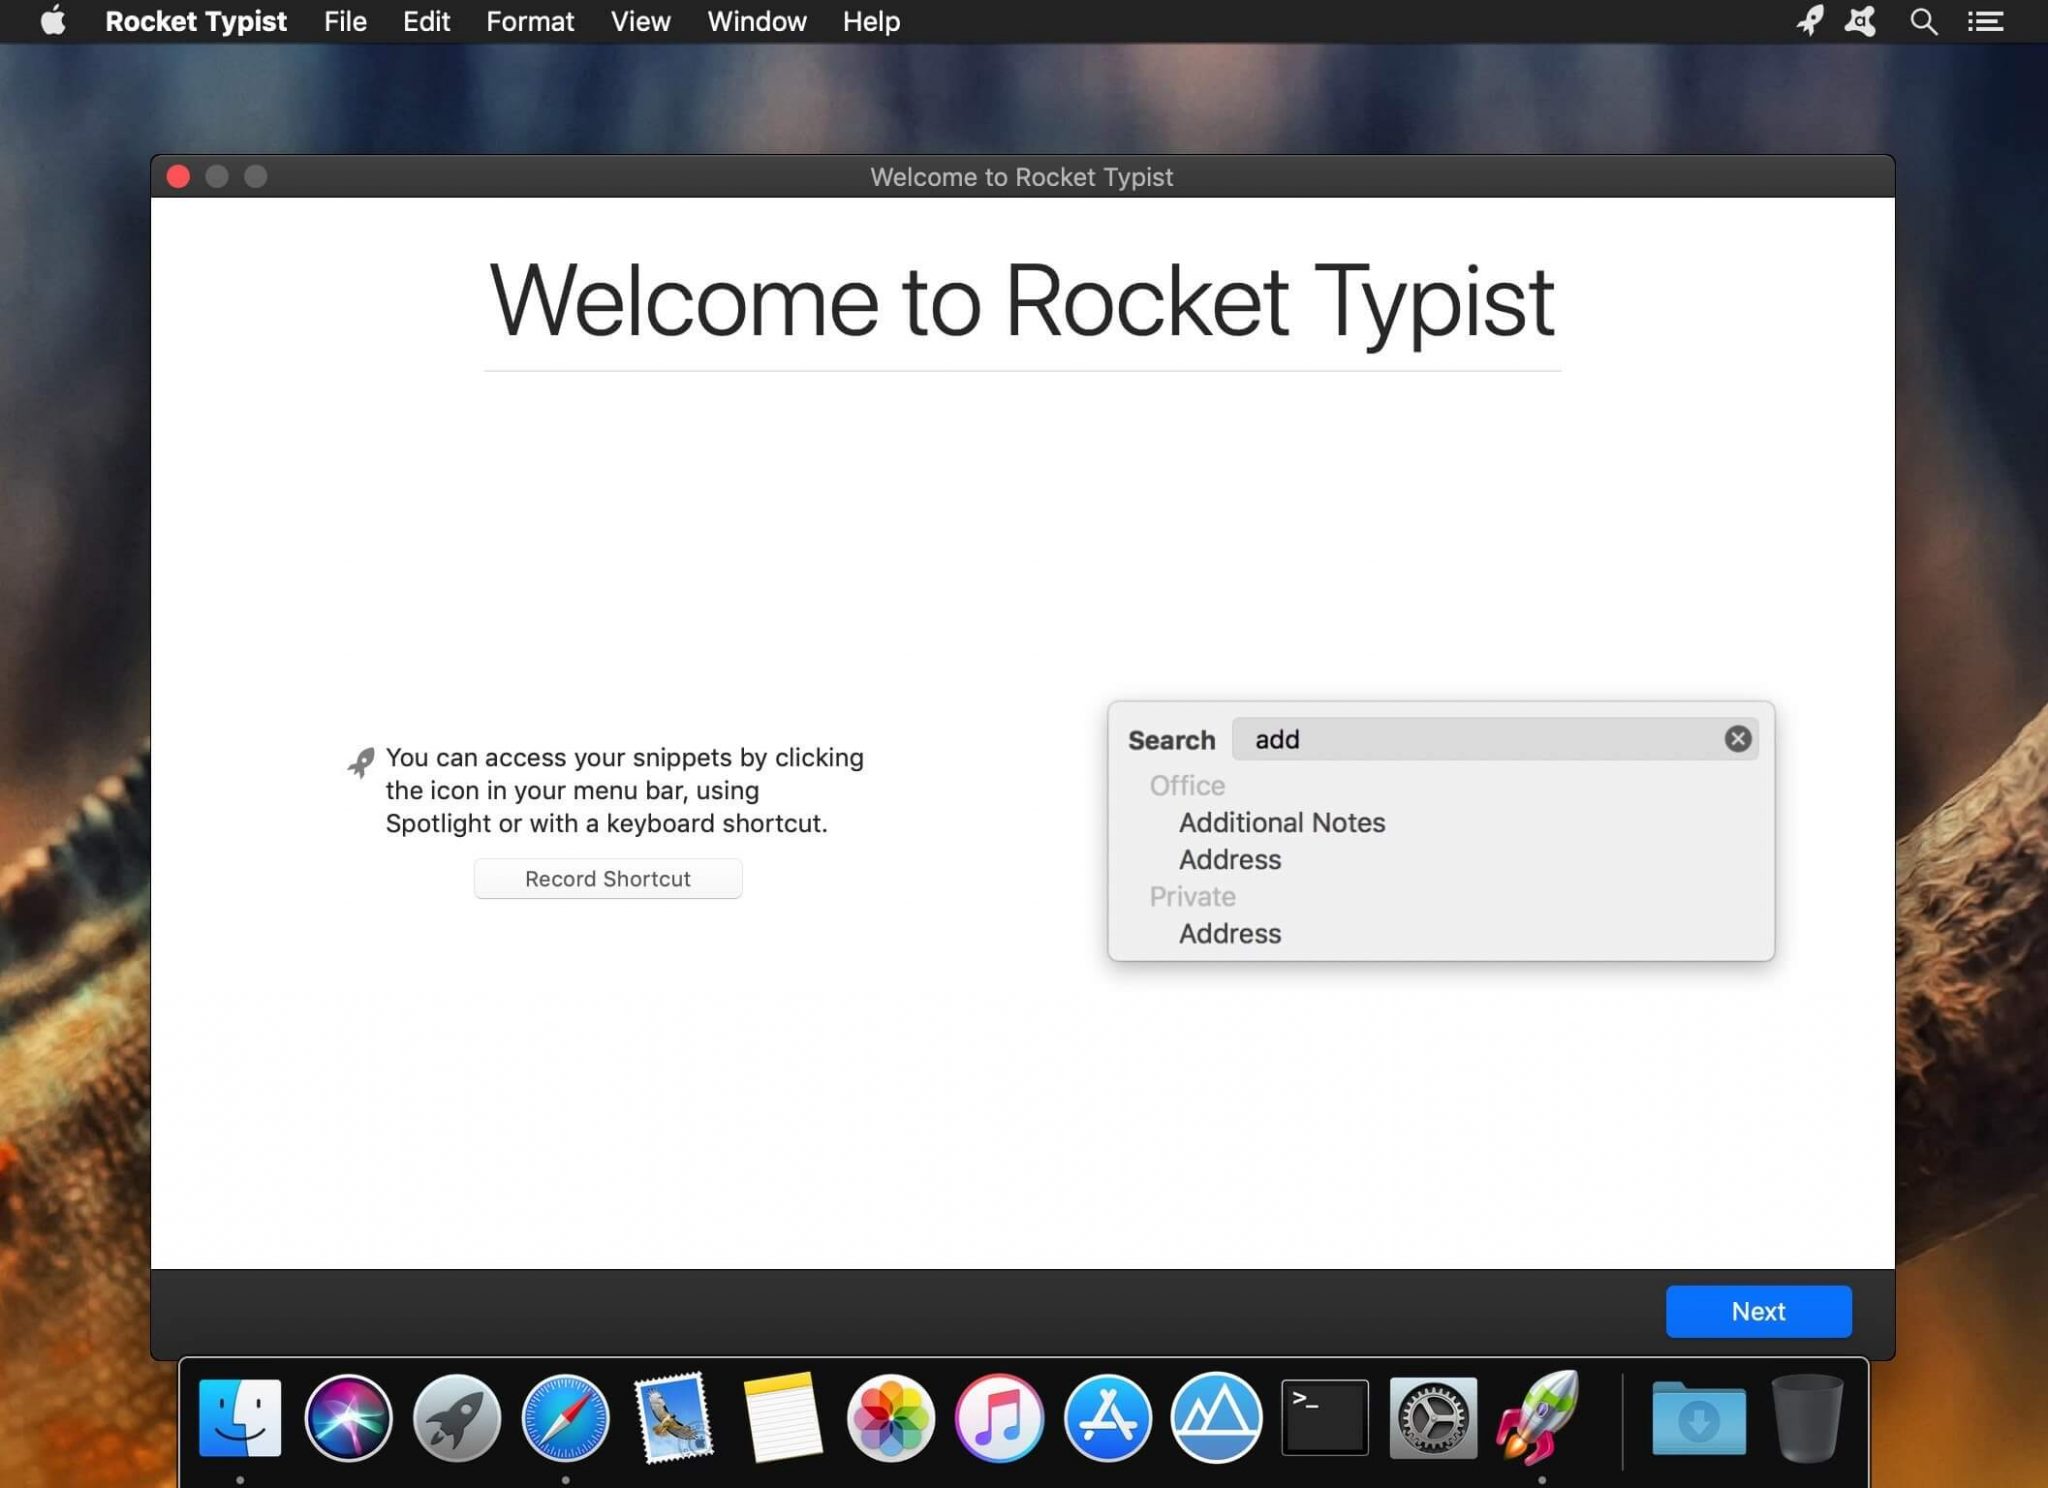 Rocket Typist File Edit Format View Window Help
Welcome to Rocket Typist
Welcome to Rocket Typist
You can access your snippets by clicking
the icon in your menu bar, using
Spotlight or with a keyboard shortcut.
Record Shortcut
Search add
Office
Additional Notes
Address
Private
Address
Next
>_